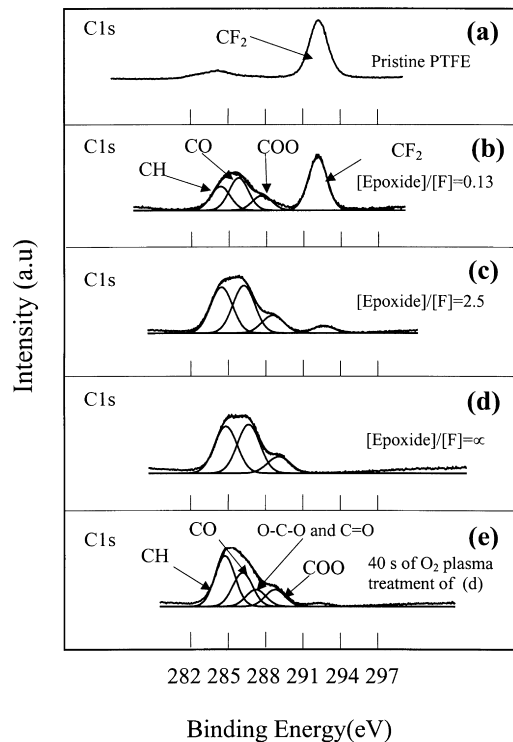 C1s
(a)
CF2
Pristine PTFE
C1s
(b)
CO
COO
CF2
CH
[Epoxide]/[F]=0.13
C1s
(c)
[Epoxide]/[F]=2.5
C1s
(d)
[Epoxide]/[F]=∝
C1s
(e)
O-C-O and C=O
CO
CH
COO
40 s of O2 plasma
treatment of (d)
Intensity (a.u)
282 285 288 291 294 297
Binding Energy(eV)